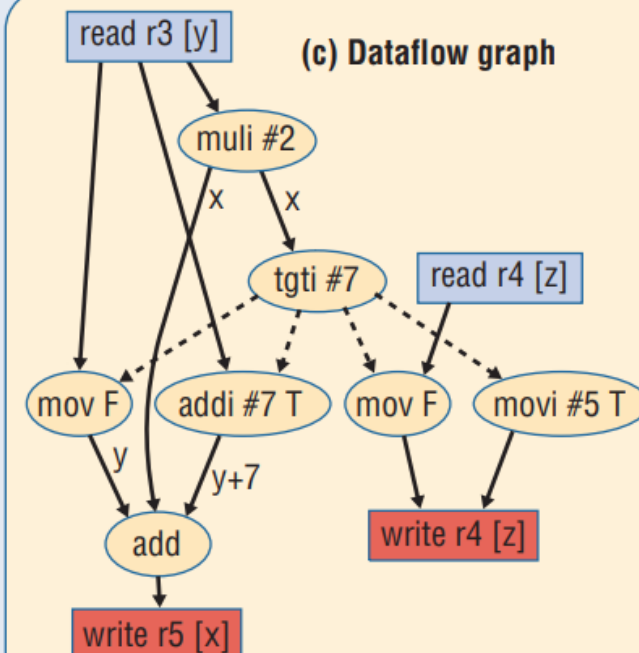 read r3 [y]
(c) Dataflow graph
muli #2
x
x
tgti #7
read r4 [z]
mov F
addi #7 T
mov F
movi #5 T
y
y+7
add
write r4 [z]
write r5 [x]